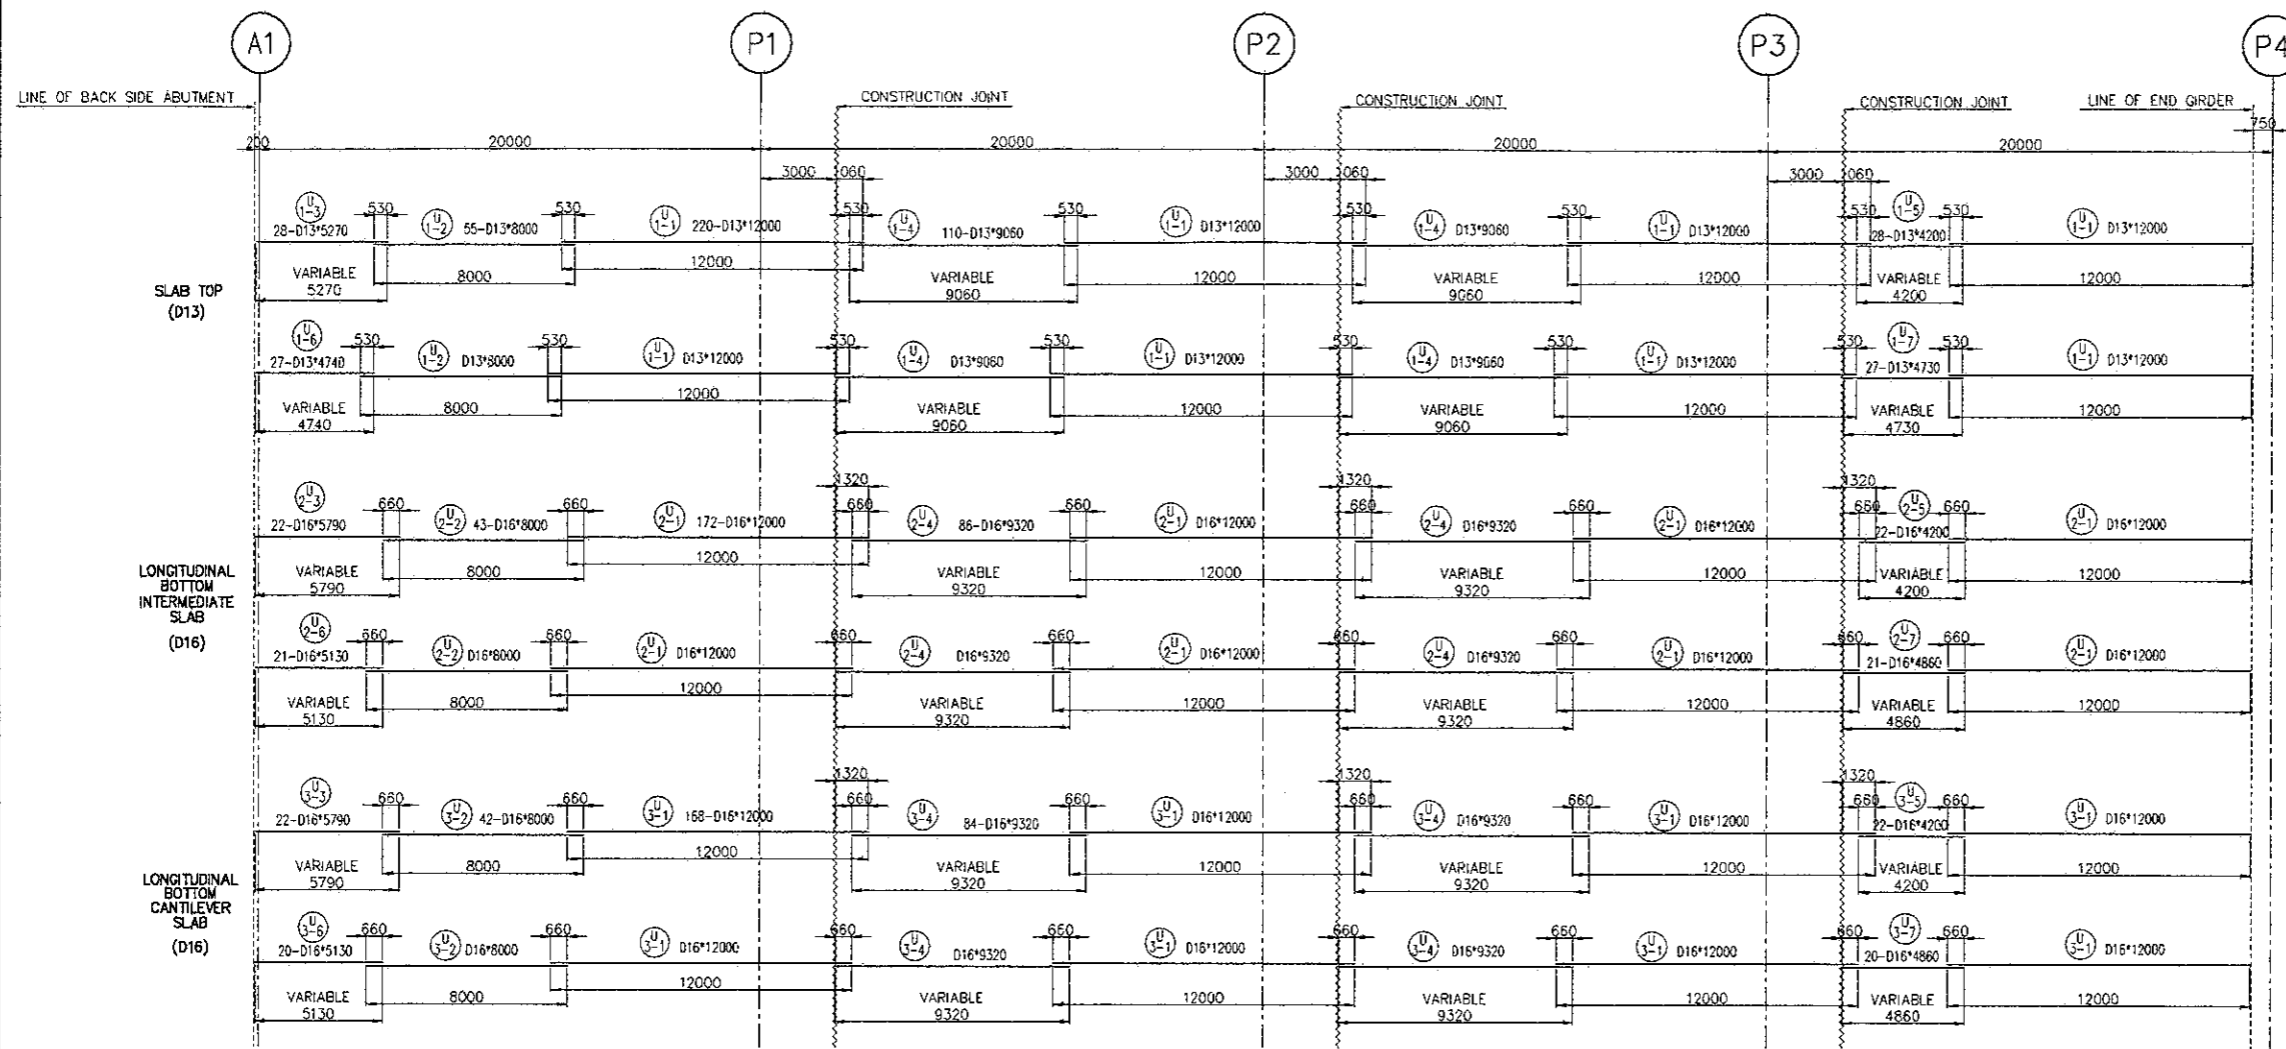 A1 P1 P2 P3 P4
LINE OF BACK SIDE ABUTMENT CONSTRUCTION JOINT CONSTRUCTION JOINT CONSTRUCTION JOINT LINE OF END GIRDER
750
200 20000 20000 20000 20000
3000 060 3000 060 3000 060
U 1-3 530 530 530 530 530 530 530 U 1-5 530
28-D13*5270 U 1-2 55-D13*8000 U 1-1 220-D13*12000 U 1-4 110-D13*9060 U 1-1 D13*12000 U 1-4 D13*9060 U 1-1 D13*12000 28-D13*4200 U 1-1 D13*12000
VARIABLE 8000 12000 VARIABLE 12000 VARIABLE 12000 VARIABLE 12000
5270 9060 9060 4200
SLAB TOP
(D13)
U 1-6 530 530 530 530 530 530 530 U 1-7 530
27-D13*4740 U 1-2 D13*8000 U 1-1 D13*12000 U 1-4 D13*9060 U 1-1 D13*12000 U 1-4 D13*9060 U 1-1 D13*12000 27-D13*4730 U 1-1 D13*12000
VARIABLE 8000 12000 VARIABLE 12000 VARIABLE 12000 VARIABLE 12000
4740 9060 9060 4730
1320 1320 1320
U 2-3 660 660 660 660 660 660 660 U 2-5 660
22-D16*5790 U 2-2 43-D16*8000 U 2-1 172-D16*12000 U 2-4 86-D16*9320 U 2-1 D16*12000 U 2-4 D16*9320 U 2-1 D16*12000 22-D16*4200 U 2-1 D16*12000
VARIABLE 8000 12000 VARIABLE 12000 VARIABLE 12000 VARIABLE 12000
5790 9320 9320 4200
LONGITUDINAL
BOTTOM
INTERMEDIATE
SLAB
(D16)
U 2-6 660 660 660 660 660 660 660 U 2-7 660
21-D16*5130 U 2-2 D16*8000 U 2-1 D16*12000 U 2-4 D16*9320 U 2-1 D16*12000 U 2-4 D16*9320 U 2-1 D16*12000 21-D16*4860 U 2-1 D16*12000
VARIABLE 8000 12000 VARIABLE 12000 VARIABLE 12000 VARIABLE 12000
5130 9320 9320 4860
1320 1320 1320
U 3-3 660 660 660 660 660 660 660 U 3-5 660
22-D16*5790 U 3-2 42-D16*8000 U 3-1 168-D16*12000 U 3-4 84-D16*9320 U 3-1 D16*12000 U 3-4 D16*9320 U 3-1 D16*12000 22-D16*4200 U 3-1 D16*12000
VARIABLE 8000 12000 VARIABLE 12000 VARIABLE 12000 VARIABLE 12000
5790 9320 9320 4200
LONGITUDINAL
BOTTOM
CANTILEVER
SLAB
(D16)
U 3-6 660 660 660 660 660 660 660 U 3-7 660
20-D16*5130 U 3-2 D16*8000 U 3-1 D16*12000 U 3-4 D16*9320 U 3-1 D16*12000 U 3-4 D16*9320 U 3-1 D16*12000 20-D16*4860 U 3-1 D16*12000
VARIABLE 8000 12000 VARIABLE 12000 VARIABLE 12000 VARIABLE 12000
5130 9320 9320 4860